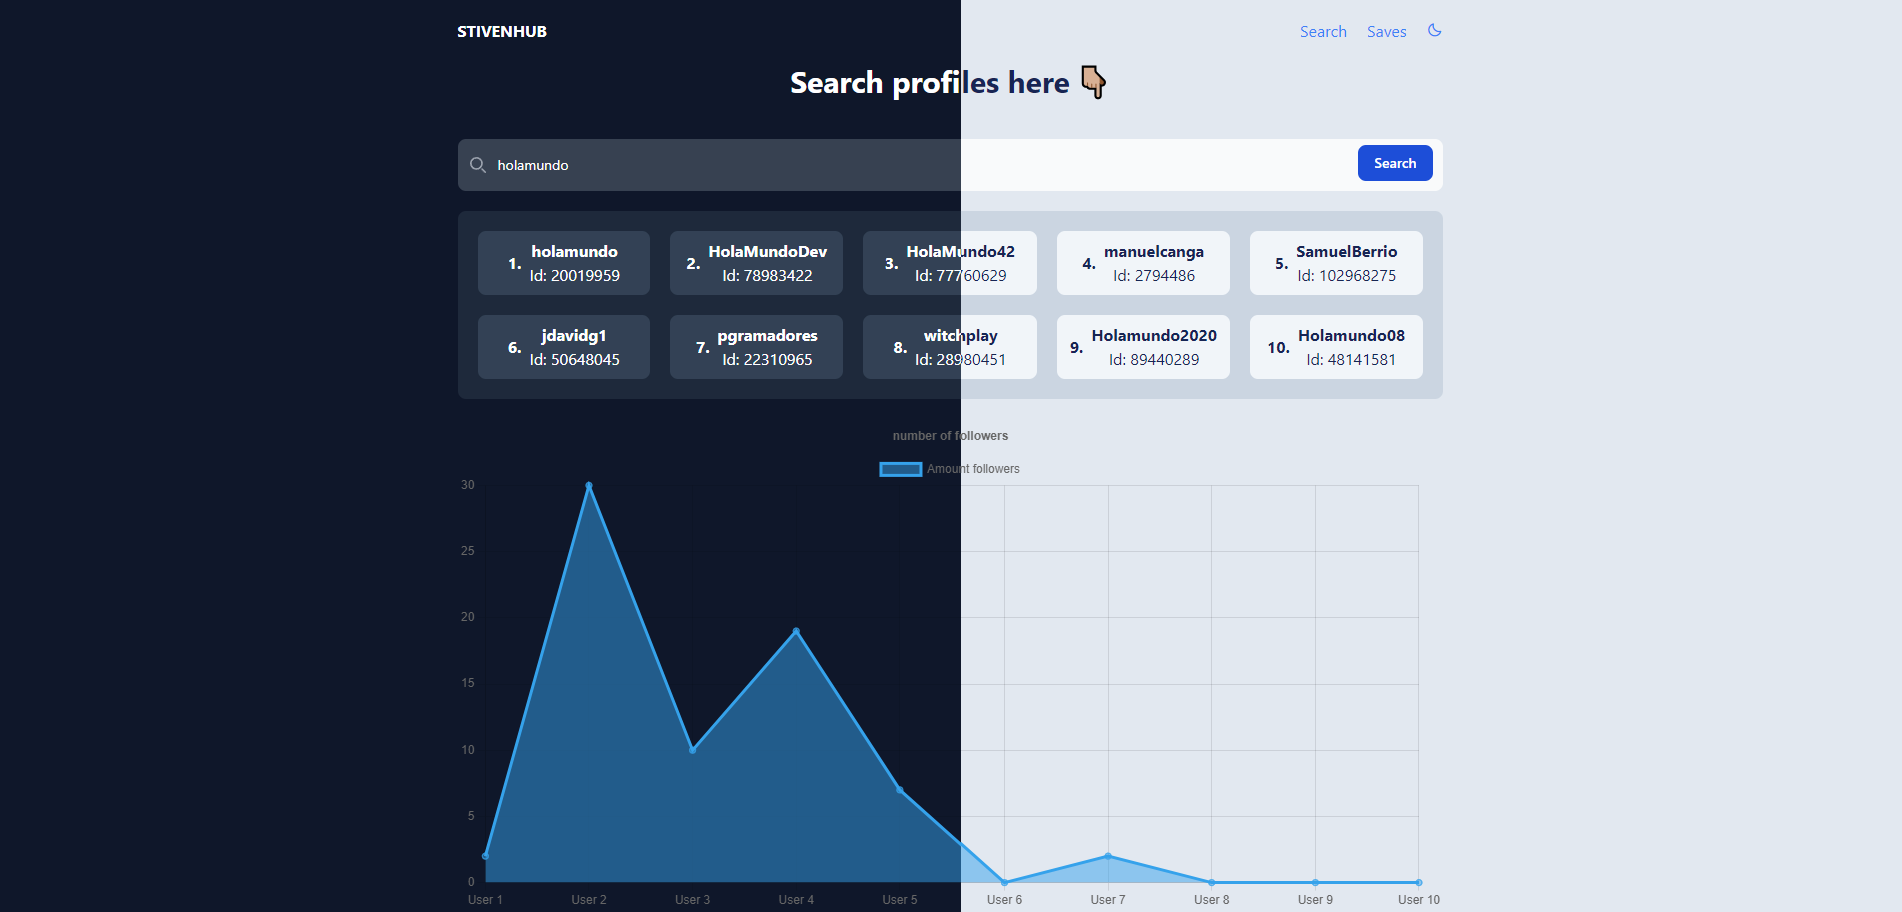 STIVENHUB
Search Saves
Search profiles here
holamundo
Search
1. holamundo
Id: 20019959
2. HolaMundoDev
Id: 78983422
3. HolaMundo42
Id: 77760629
4. manuelcanga
Id: 2794486
5. SamuelBerrio
Id: 102968275
6. jdavidg1
Id: 50648045
7. pgramadores
Id: 22310965
8. witchplay
Id: 28980451
9. Holamundo2020
Id: 89440289
10. Holamundo08
Id: 48141581
number of followers
Amount followers
30
25
20
15
10
5
0
User 1 User 2 User 3 User 4 User 5 User 6 User 7 User 8 User 9 User 10